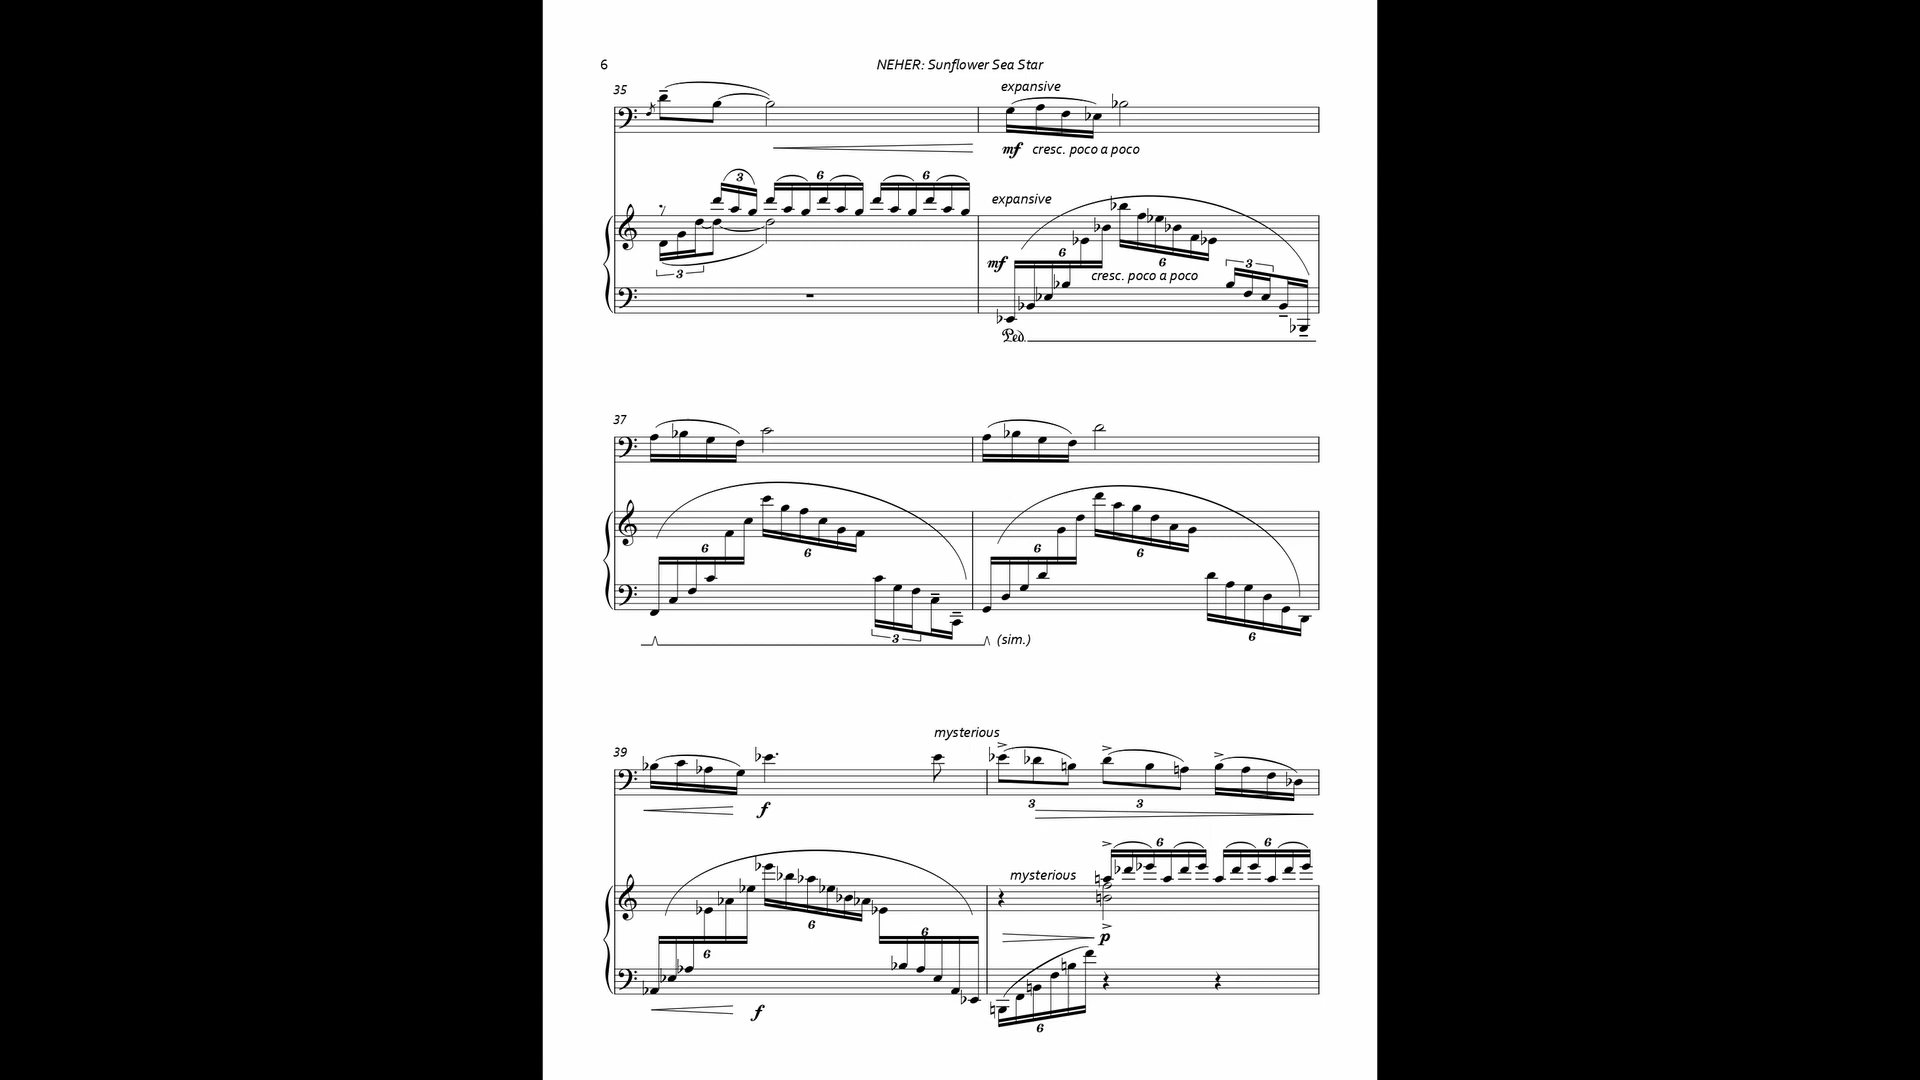 6
NEHER: Sunflower Sea Star
35
expansive
mf cresc. poco a poco
3 6 6
expansive
mf 6 6
3 cresc. poco a poco 3
Ped.
37
6 6 6 6
3 (sim.) 6
39
mysterious
f 3 3
6 6
mysterious
6 6 6 p
f 6